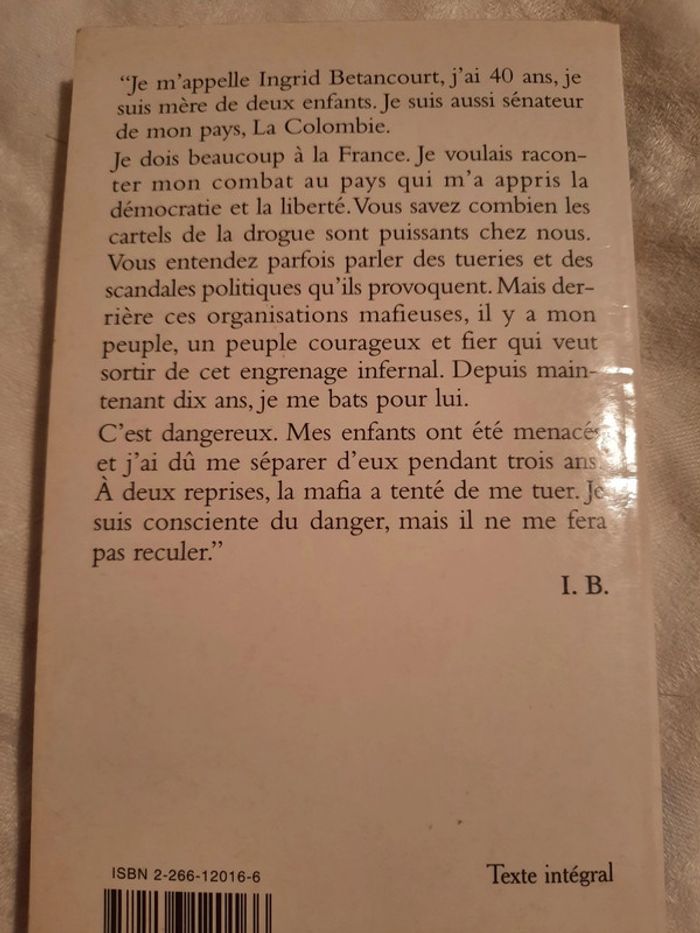 “Je m’appelle Ingrid Betancourt, j’ai 40 ans, je
suis mère de deux enfants. Je suis aussi sénateur
de mon pays, La Colombie.
Je dois beaucoup à la France. Je voulais racon-
ter mon combat au pays qui m’a appris la
démocratie et la liberté. Vous savez combien les
cartels de la drogue sont puissants chez nous.
Vous entendez parfois parler des tueries et des
scandales politiques qu’ils provoquent. Mais der-
rière ces organisations mafieuses, il y a mon
peuple, un peuple courageux et fier qui veut
sortir de cet engrenage infernal. Depuis main-
tenant dix ans, je me bats pour lui.
C’est dangereux. Mes enfants ont été menacés
et j’ai dû me séparer d’eux pendant trois ans.
À deux reprises, la mafia a tenté de me tuer. Je
suis consciente du danger, mais il ne me fera
pas reculer.”
I. B.
ISBN 2-266-12016-6
Texte intégral